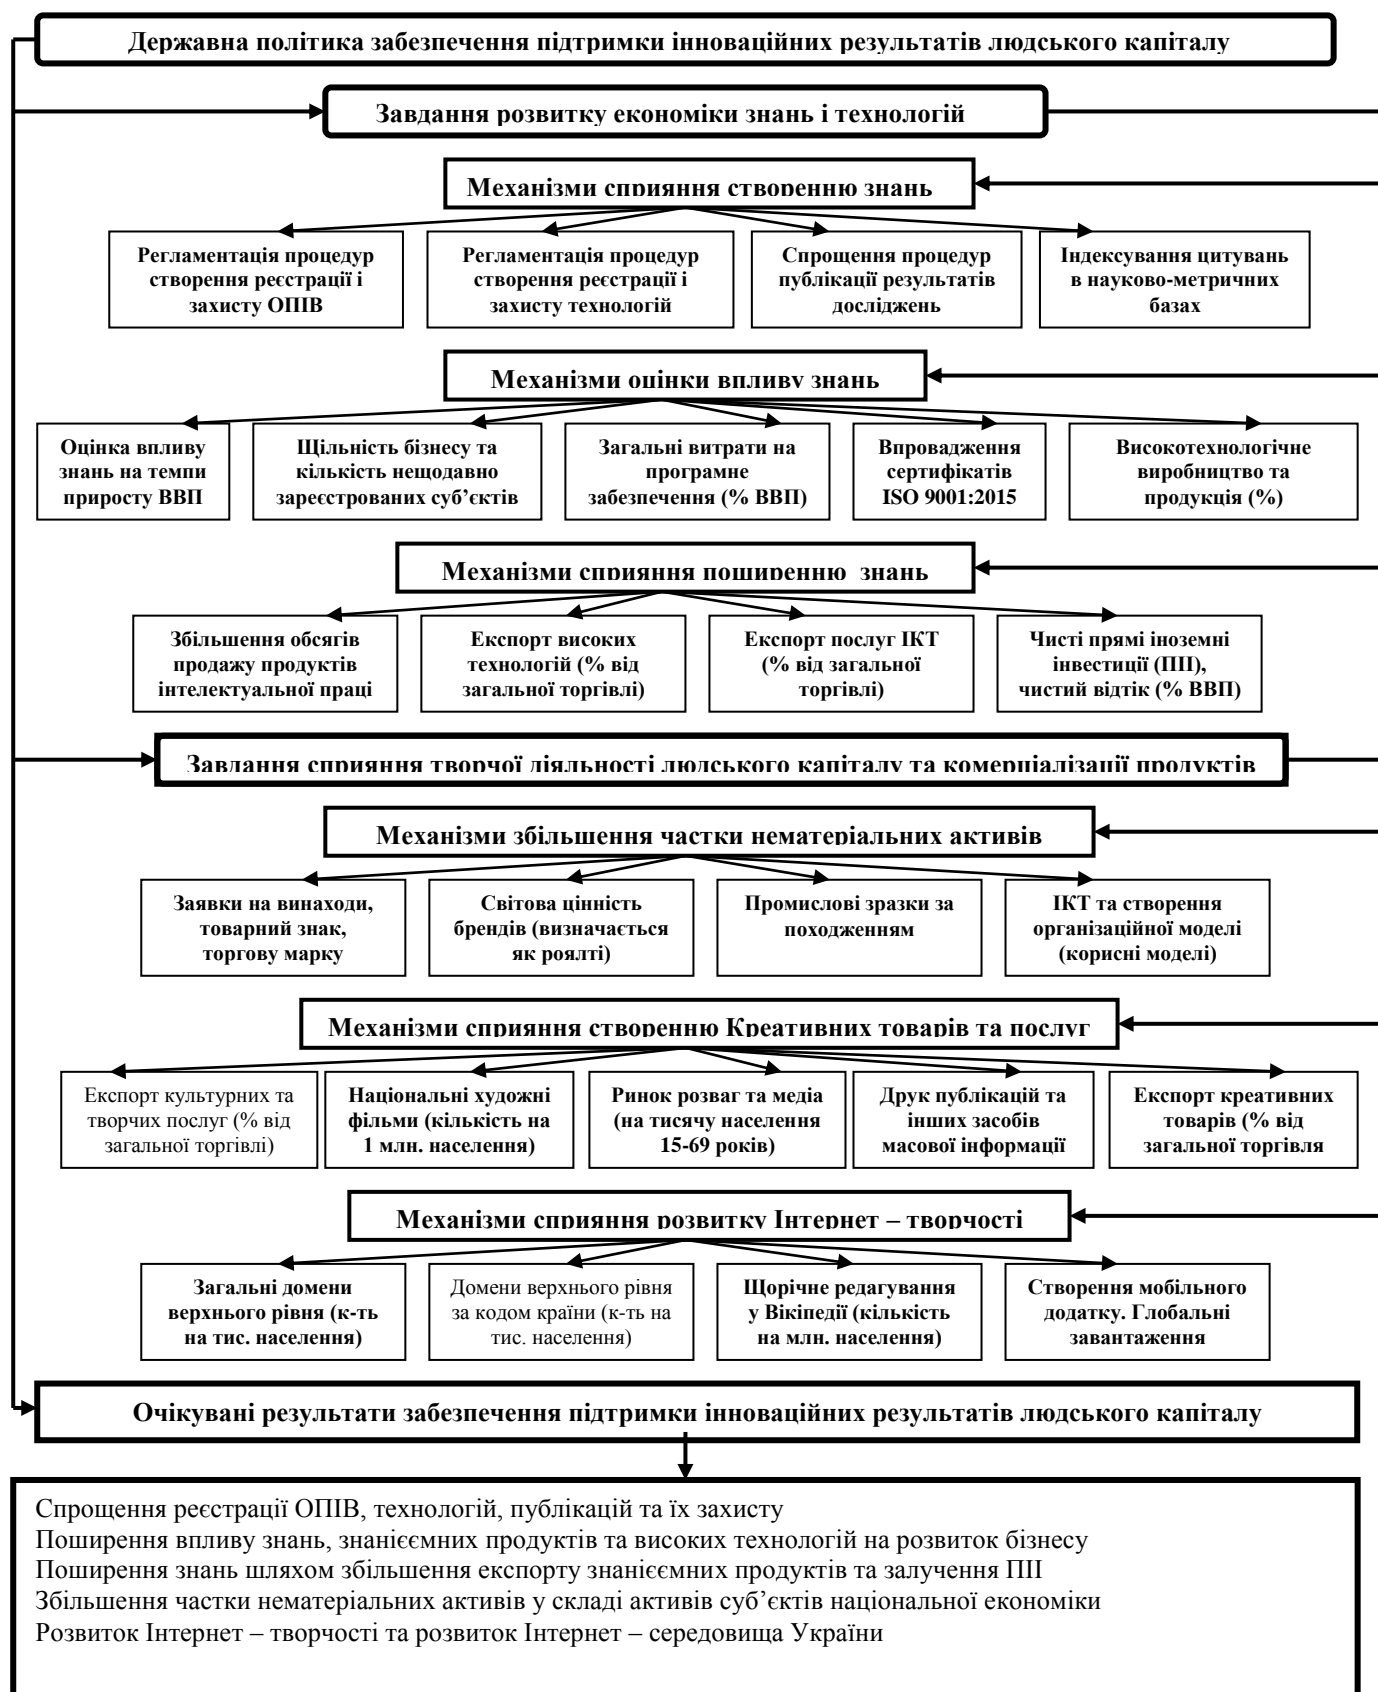 Державна політика забезпечення підтримки інноваційних результатів людського капіталу
Завдання розвитку економіки знань і технологій
Механізми сприяння створенню знань
Регламентація процедур
створення реєстрації і
захисту ОПІВ
Регламентація процедур
створення реєстрації і
захисту технологій
Спрощення процедур
публікації результатів
досліджень
Індексування цитувань
в науково-метричних
базах
Механізми оцінки впливу знань
Оцінка впливу
знань на темпи
приросту ВВП
Щільність бізнесу та
кількість нещодавно
зареєстрованих суб’єктів
Загальні витрати на
програмне
забезпечення (% ВВП)
Впровадження
сертифікатів
ISO 9001:2015
Високотехнологічне
виробництво та
продукція (%)
Механізми сприяння поширенню  знань
Збільшення обсягів
продажу продуктів
інтелектуальної праці
Експорт високих
технологій (% від
загальної торгівлі)
Експорт послуг ІКТ
(% від загальної
торгівлі)
Чисті прямі іноземні
інвестиції (ПІІ),
чистий відтік (% ВВП)
Завдання сприяння творчої діяльності людського капіталу та комерціалізації продуктів
Механізми збільшення частки нематеріальних активів
Заявки на винаходи,
товарний знак,
торгову марку
Світова цінність
брендів (визначається
як роялті)
Промислові зразки за
походженням
ІКТ та створення
організаційної моделі
(корисні моделі)
Механізми сприяння створенню Креативних товарів та послуг
Експорт культурних та
творчих послуг (% від
загальної торгівлі)
Національні художні
фільми (кількість на
1 млн. населення)
Ринок розваг та медіа
(на тисячу населення
15-69 років)
Друк публікацій та
інших засобів
масової інформації
Експорт креативних
товарів (% від
загальної торгівля
Механізми сприяння розвитку Інтернет – творчості
Загальні домени
верхнього рівня (к-ть
на тис. населення)
Домени верхнього рівня
за кодом країни (к-ть на
тис. населення)
Щорічне редагування
у Вікіпедії (кількість
на млн. населення)
Створення мобільного
додатку. Глобальні
завантаження
Очікувані результати забезпечення підтримки інноваційних результатів людського капіталу
Спрощення реєстрації ОПІВ, технологій, публікацій та їх захисту
Поширення впливу знань, знанієємних продуктів та високих технологій на розвиток бізнесу
Поширення знань шляхом збільшення експорту знанієємних продуктів та залучення ПІІ
Збільшення частки нематеріальних активів у складі активів суб’єктів національної економіки
Розвиток Інтернет – творчості та розвиток Інтернет – середовища України